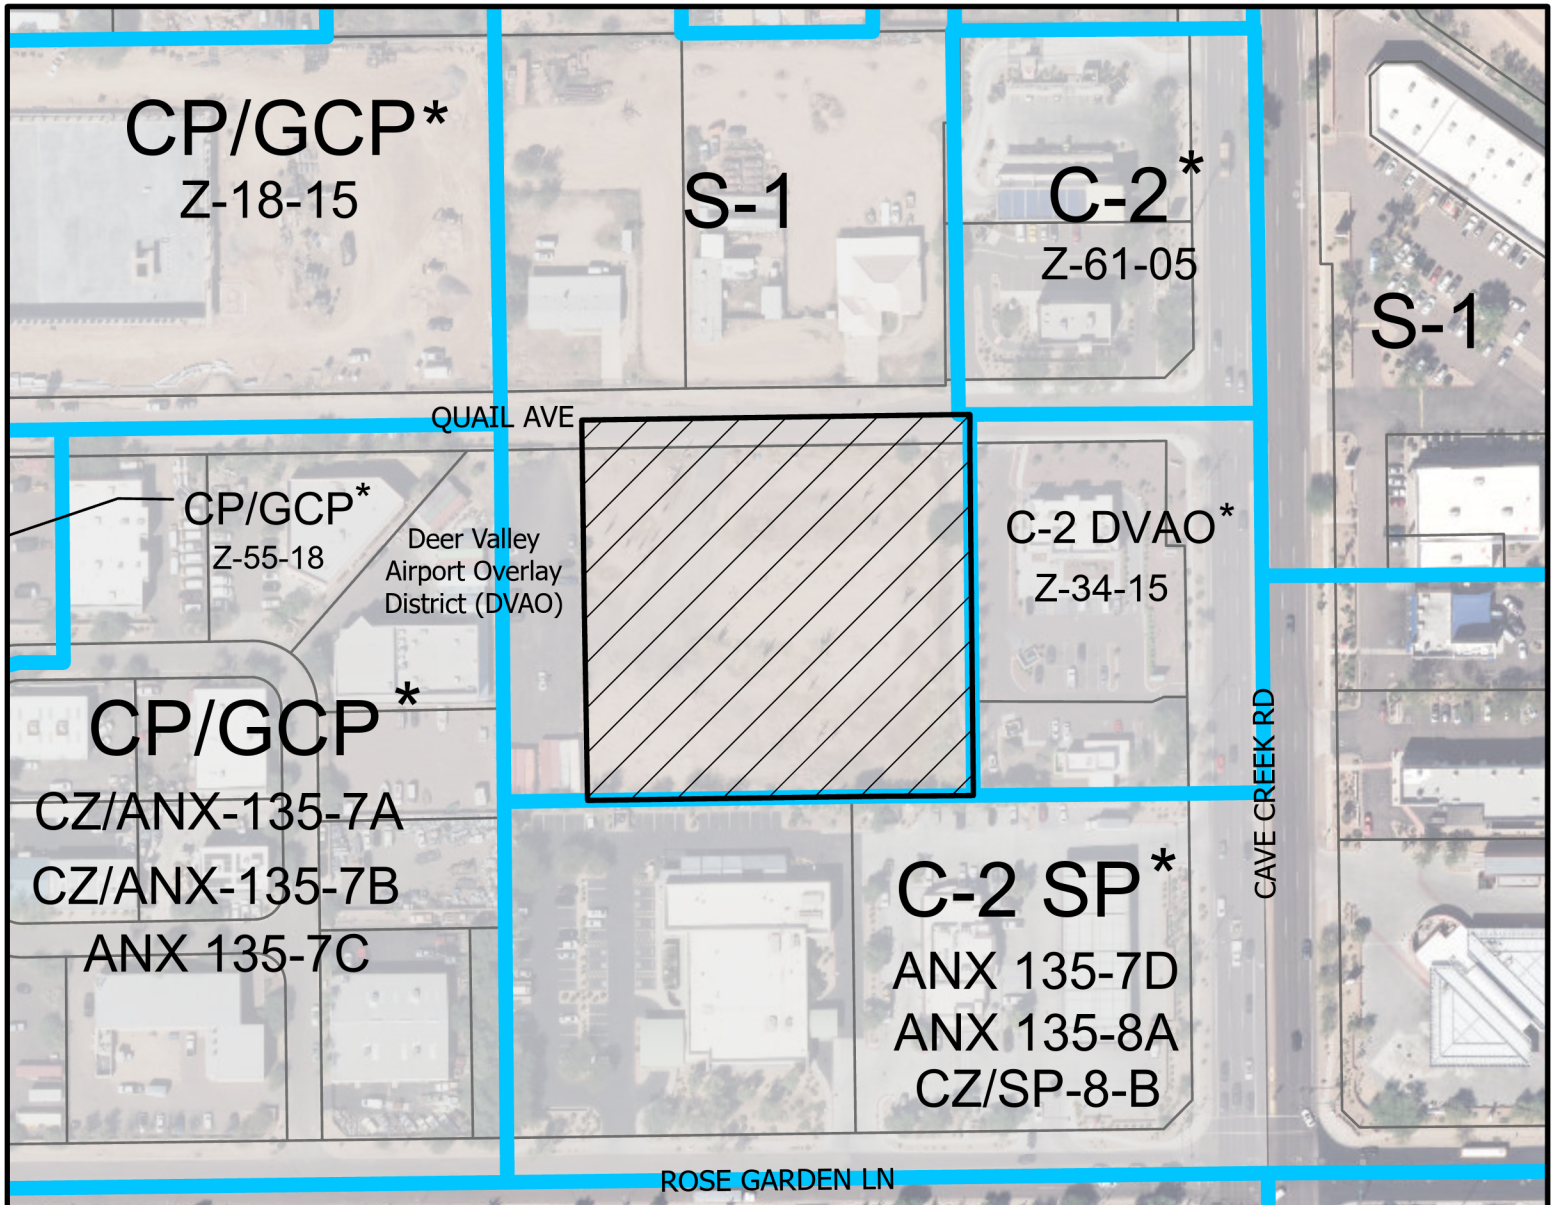 CP/GCP*
Z-18-15
S-1
C-2*
Z-61-05
S-1
QUAIL AVE
CP/GCP*
Z-55-18
Deer Valley
Airport Overlay
District (DVAO)
C-2 DVAO*
Z-34-15
CP/GCP*
CZ/ANX-135-7A
CZ/ANX-135-7B
ANX 135-7C
CAVE CREEK RD
C-2 SP*
ANX 135-7D
ANX 135-8A
CZ/SP-8-B
ROSE GARDEN LN